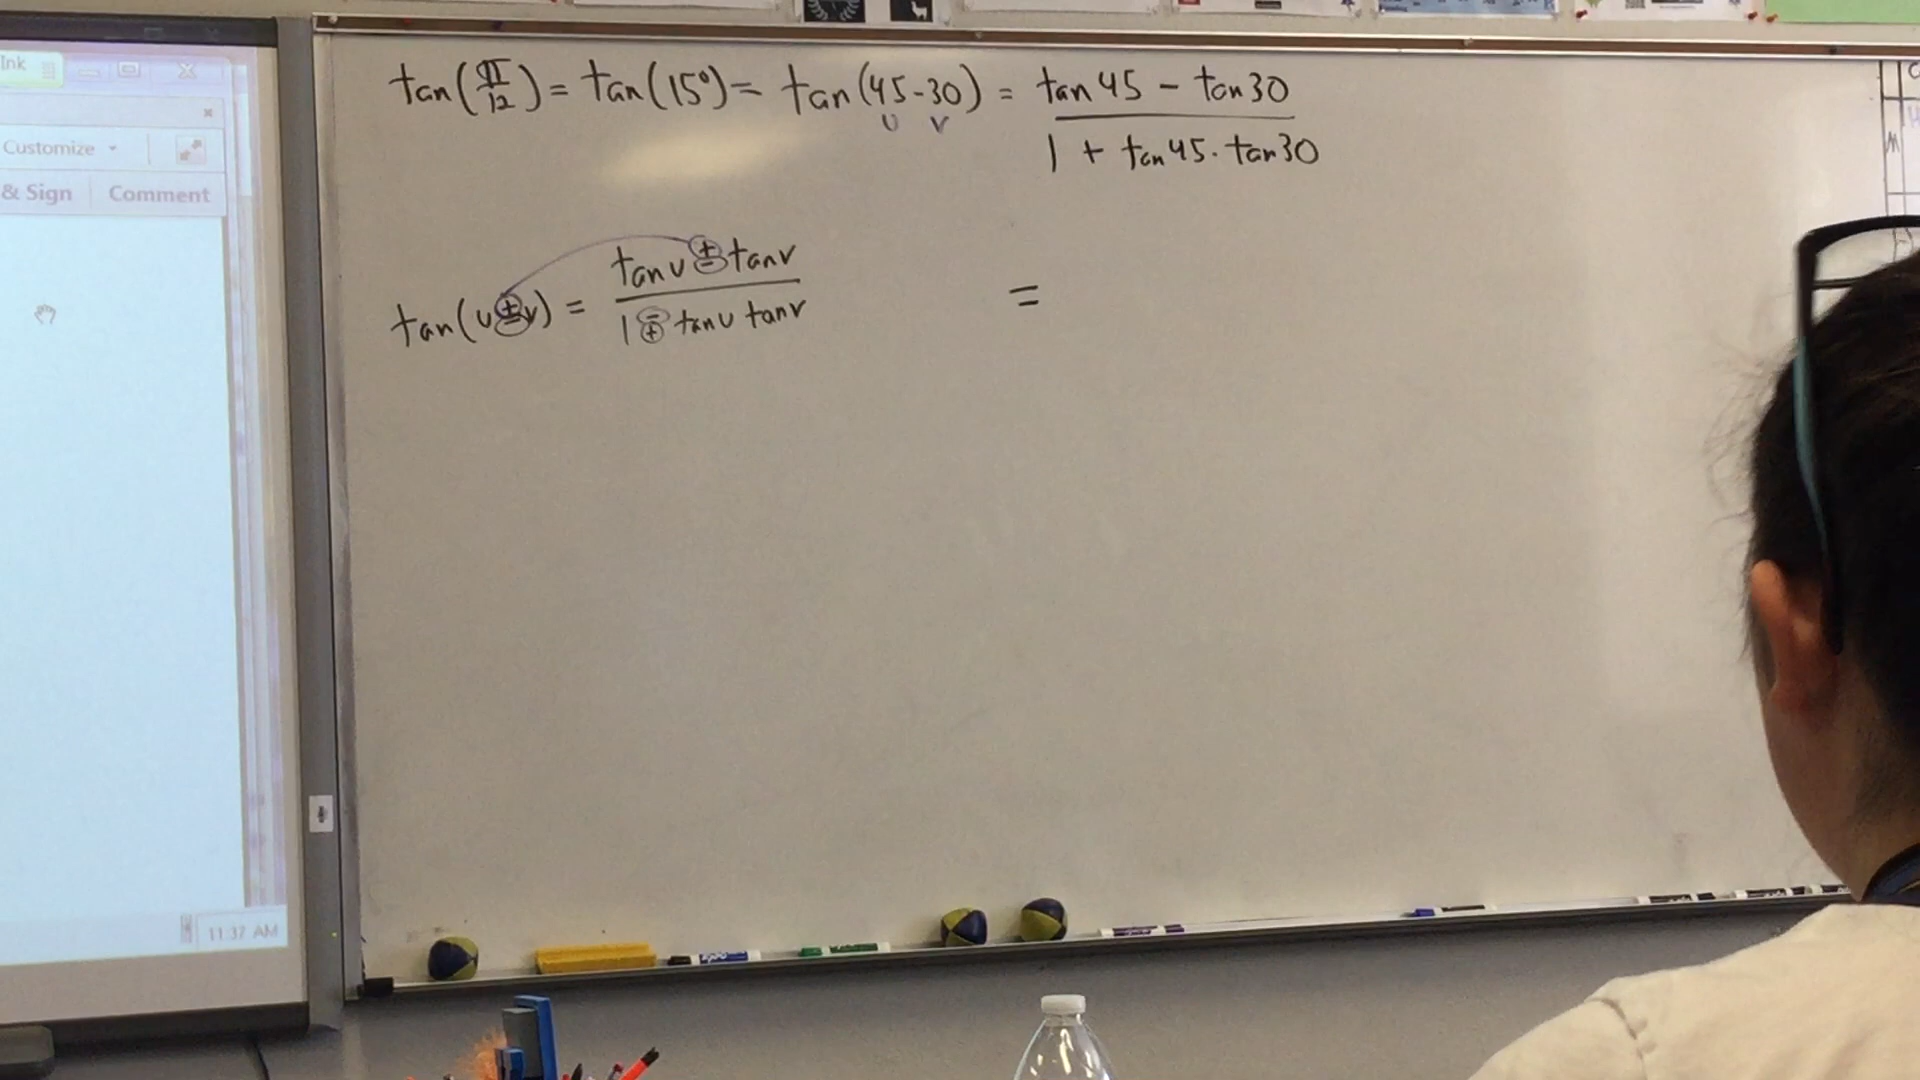 Ink
Customize
& Sign Comment
11:37 AM
tan(π/12) = tan(15°) = tan(45-30) = tan 45 - tan 30
u v
1 + tan 45 · tan 30
tan u ± tan v
tan(u ± v) =
1 ∓ tan u tan v
=